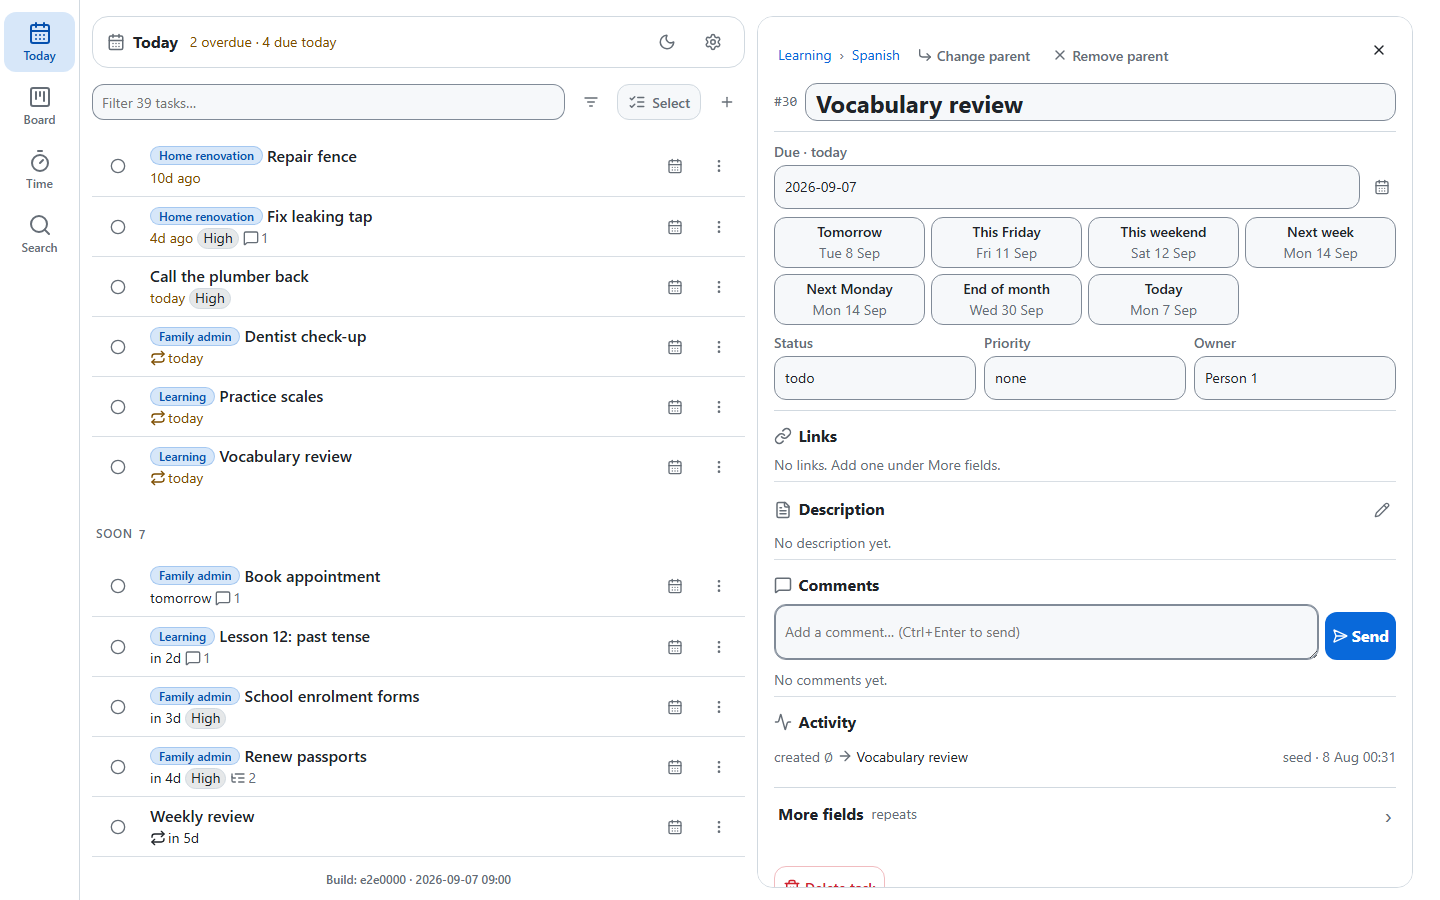 Today
Board
Time
Search
Today 2 overdue · 4 due today
Filter 39 tasks...
Select
Home renovation Repair fence
10d ago
Home renovation Fix leaking tap
4d ago High 1
Call the plumber back
today High
Family admin Dentist check-up
today
Learning Practice scales
today
Learning Vocabulary review
today
SOON 7
Family admin Book appointment
tomorrow 1
Learning Lesson 12: past tense
in 2d 1
Family admin School enrolment forms
in 3d High
Family admin Renew passports
in 4d High 2
Weekly review
in 5d
Build: e2e0000 · 2026-09-07 09:00
Learning › Spanish Change parent Remove parent
#30 Vocabulary review
Due · today
2026-09-07
Tomorrow
Tue 8 Sep
This Friday
Fri 11 Sep
This weekend
Sat 12 Sep
Next week
Mon 14 Sep
Next Monday
Mon 14 Sep
End of month
Wed 30 Sep
Today
Mon 7 Sep
Status Priority Owner
todo none Person 1
Links
No links. Add one under More fields.
Description
No description yet.
Comments
Add a comment... (Ctrl+Enter to send)
Send
No comments yet.
Activity
created ∅ → Vocabulary review seed · 8 Aug 00:31
More fields repeats
Delete task